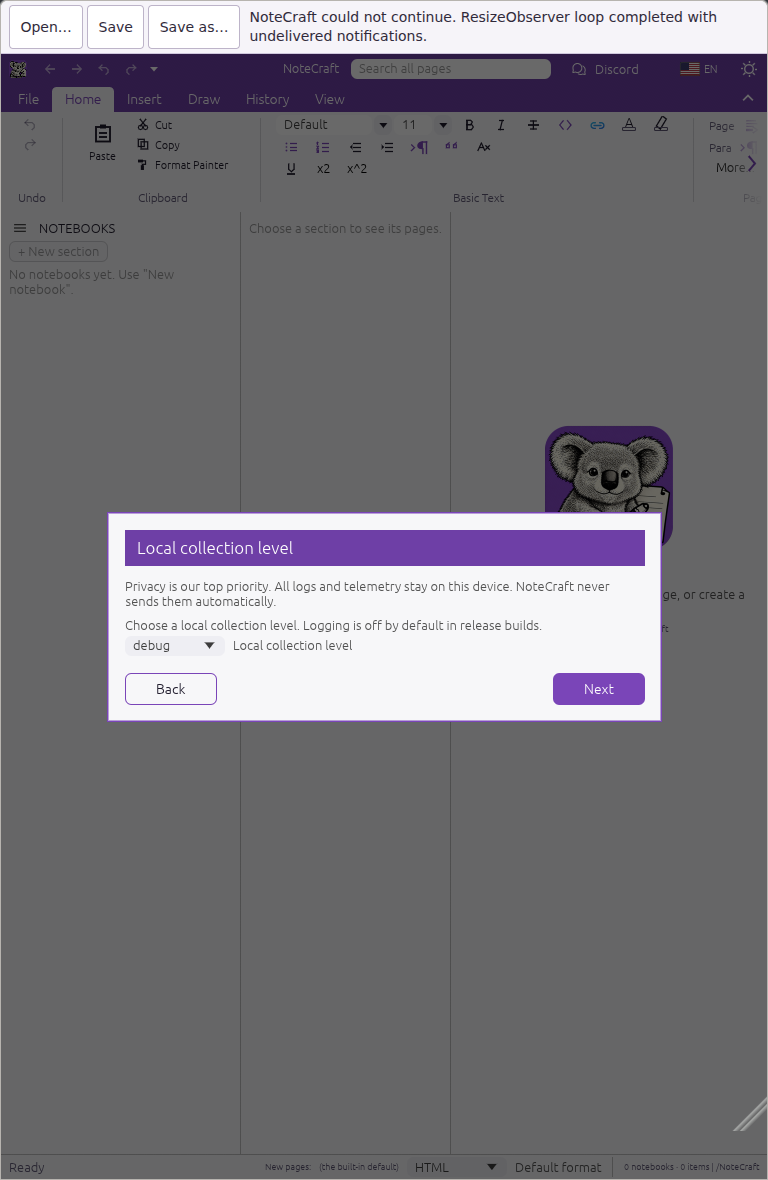 Open...
Save
Save as...
NoteCraft could not continue. ResizeObserver loop completed with
undelivered notifications.
NoteCraft
Search all pages
Discord
EN
File
Home
Insert
Draw
History
View
Paste
Cut
Copy
Format Painter
Default
11
B
I
T
A
U
x2
x^2
Page
Para
More
Undo
Clipboard
Basic Text
NOTEBOOKS
+ New section
No notebooks yet. Use "New
notebook".
Choose a section to see its pages.
ge, or create a
Local collection level
Privacy is our top priority. All logs and telemetry stay on this device. NoteCraft never
sends them automatically.
Choose a local collection level. Logging is off by default in release builds.
debug
Local collection level
Back
Next
Ready
New pages:
(the built-in default)
HTML
Default format
0 notebooks · 0 items | /NoteCraft